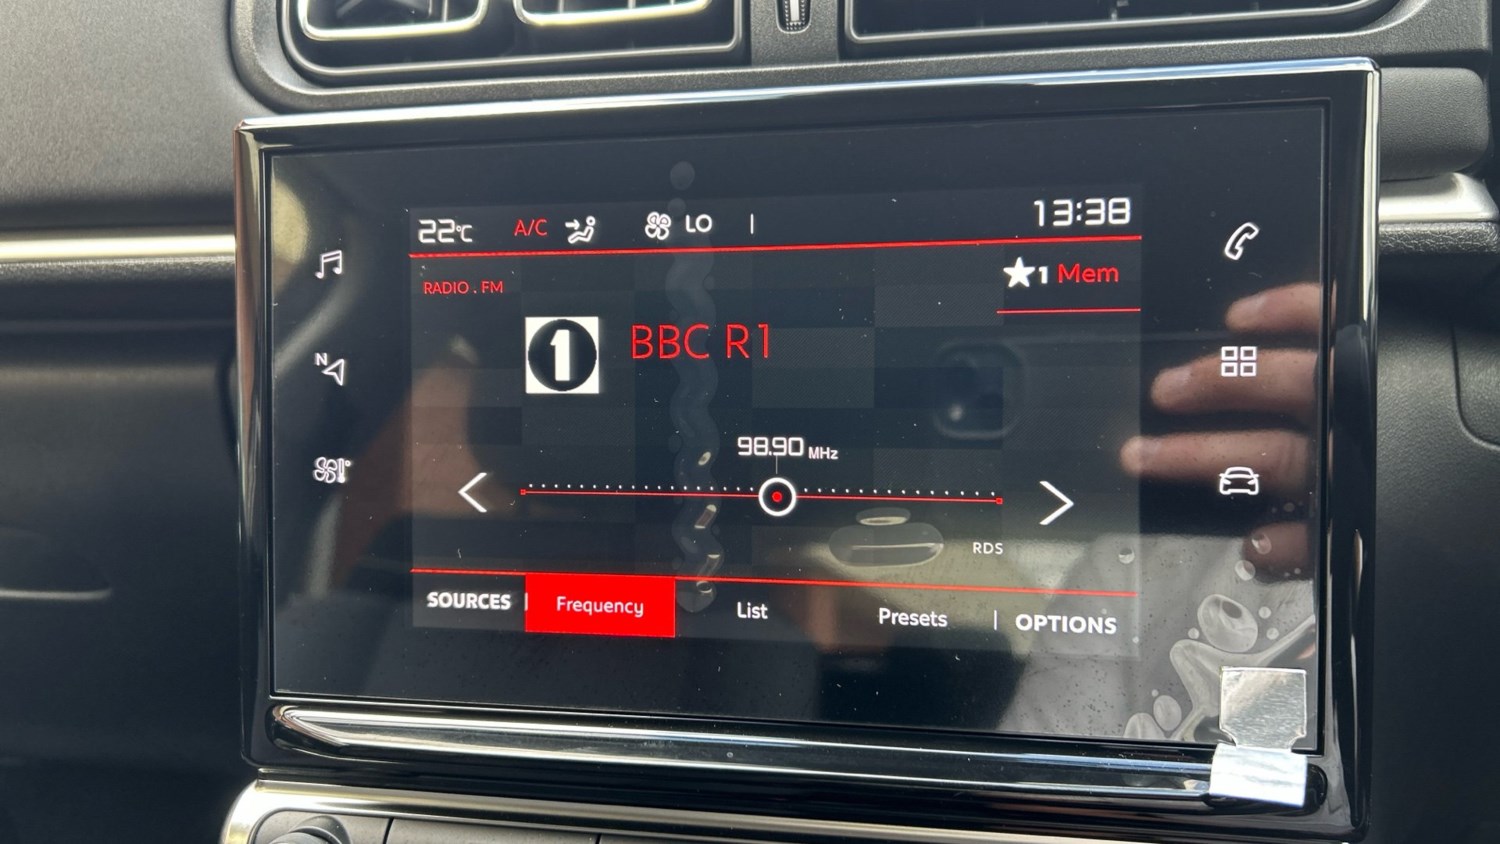 22°C A/C LO | 13:38
RADIO . FM
★1 Mem
1 BBC R1
N
98.90 MHz
RDS
SOURCES | Frequency List Presets | OPTIONS